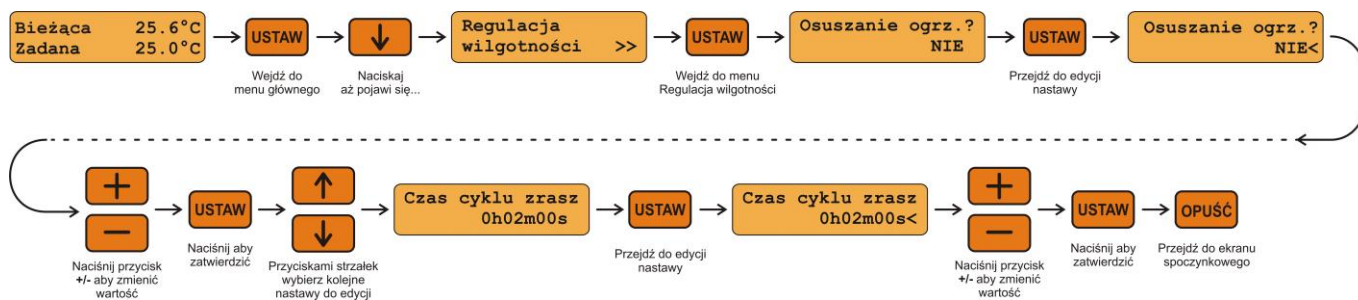 Bieżąca 25.6°C
Zadana 25.0°C
USTAW
Wejdź do
menu głównego
Naciskaj
aż pojawi się...
Regulacja
wilgotności >>
USTAW
Wejdź do menu
Regulacja wilgotności
Osuszanie ogrz.?
NIE
USTAW
Przejdź do edycji
nastawy
Osuszanie ogrz.?
NIE<
+
−
Naciśnij przycisk
+/- aby zmienić
wartość
USTAW
Naciśnij aby
zatwierdzić
Przyciskami strzałek
wybierz kolejne
nastawy do edycji
Czas cyklu zrasz
0h02m00s
USTAW
Przejdź do edycji
nastawy
Czas cyklu zrasz
0h02m00s<
+
−
Naciśnij przycisk
+/- aby zmienić
wartość
USTAW
Naciśnij aby
zatwierdzić
OPUŚĆ
Przejdź do ekranu
spoczynkowego